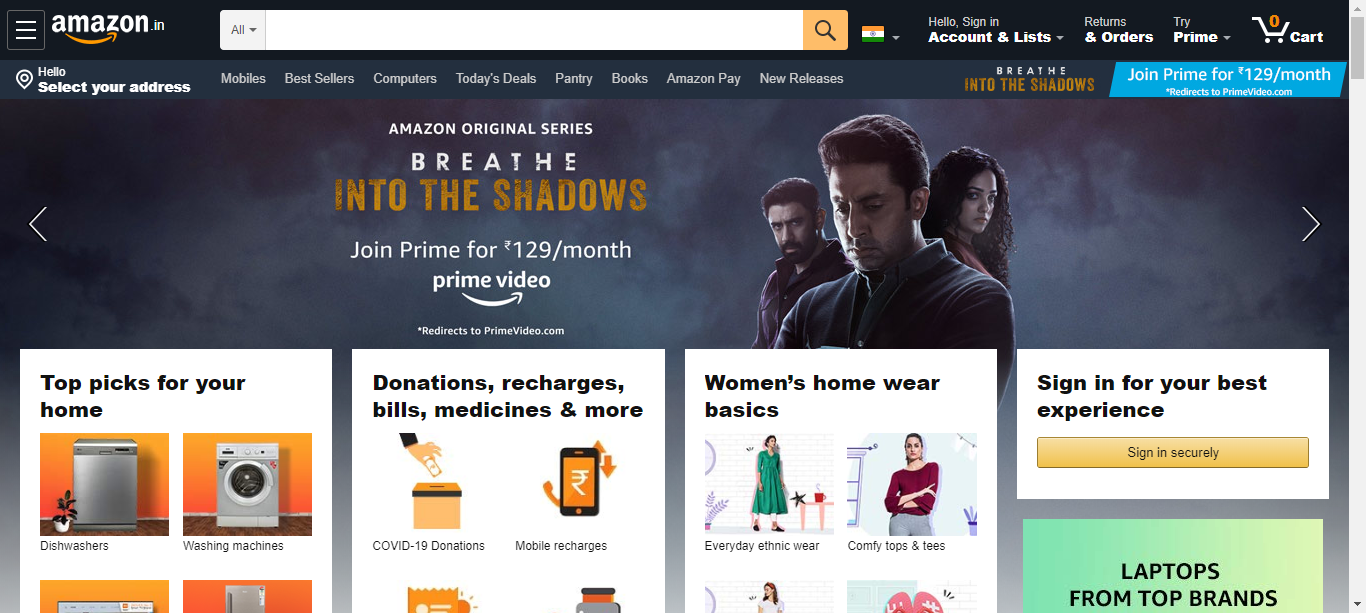 amazon.in
All
Hello, Sign in
Account & Lists
Returns
& Orders
Try
Prime
0
Cart
Hello
Select your address
Mobiles
Best Sellers
Computers
Today's Deals
Pantry
Books
Amazon Pay
New Releases
BREATHE
INTO THE SHADOWS
Join Prime for ₹129/month
*Redirects to PrimeVideo.com
AMAZON ORIGINAL SERIES
BREATHE
INTO THE SHADOWS
Join Prime for ₹129/month
prime video
*Redirects to PrimeVideo.com
Top picks for your
home
Dishwashers
Washing machines
Donations, recharges,
bills, medicines & more
₹
COVID-19 Donations
Mobile recharges
Women’s home wear
basics
Everyday ethnic wear
Comfy tops & tees
Sign in for your best
experience
Sign in securely
LAPTOPS
FROM TOP BRANDS